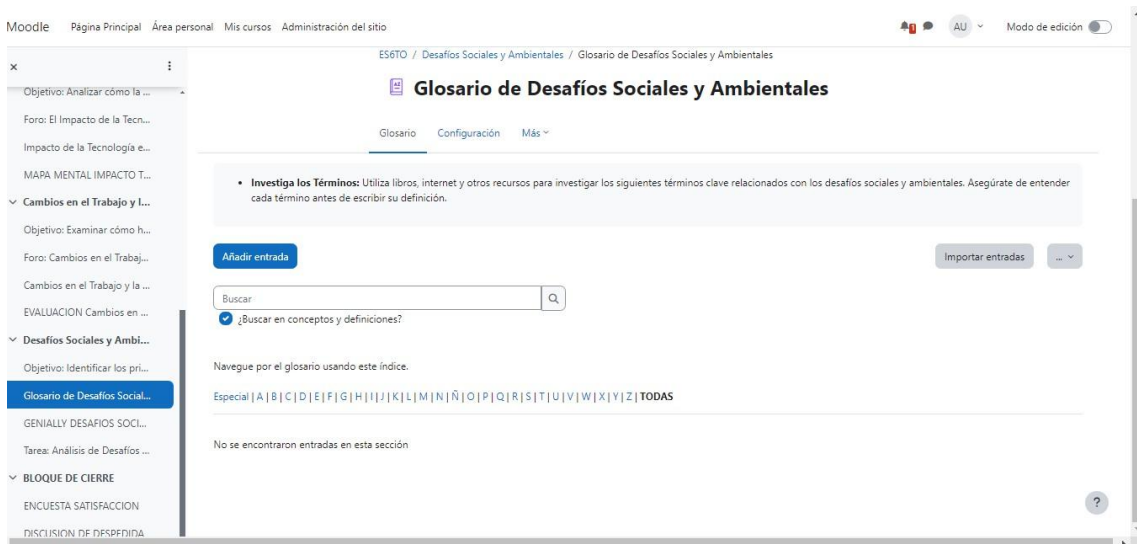 Moodle Página Principal Área personal Mis cursos Administración del sitio AU Modo de edición
Objetivo: Analizar cómo la ...
Foro: El Impacto de la Tecn...
Impacto de la Tecnología e...
MAPA MENTAL IMPACTO T...
Cambios en el Trabajo y l...
Objetivo: Examinar cómo h...
Foro: Cambios en el Trabaj...
Cambios en el Trabajo y la ...
EVALUACION Cambios en ...
Desafíos Sociales y Ambi...
Objetivo: Identificar los pri...
Glosario de Desafíos Social...
GENIALLY DESAFIOS SOCI...
Tarea: Análisis de Desafíos ...
BLOQUE DE CIERRE
ENCUESTA SATISFACCION
DISCUSION DE DESPEDIDA
ES6TO / Desafíos Sociales y Ambientales / Glosario de Desafíos Sociales y Ambientales
Glosario de Desafíos Sociales y Ambientales
Glosario Configuración Más
• Investiga los Términos: Utiliza libros, internet y otros recursos para investigar los siguientes términos clave relacionados con los desafíos sociales y ambientales. Asegúrate de entender
cada término antes de escribir su definición.
Añadir entrada Importar entradas ...
Buscar
¿Buscar en conceptos y definiciones?
Navegue por el glosario usando este índice.
Especial | A | B | C | D | E | F | G | H | I | J | K | L | M | N | Ñ | O | P | Q | R | S | T | U | V | W | X | Y | Z | TODAS
No se encontraron entradas en esta sección
?